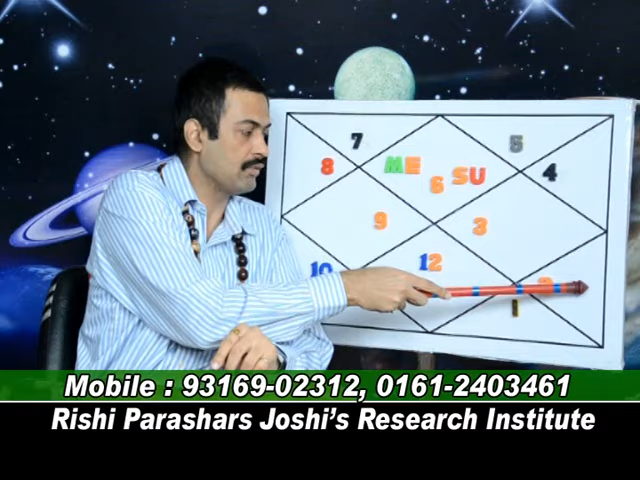 7 5
8 ME SU 4
6
9 3
10 12
1
Mobile : 93169-02312, 0161-2403461
Rishi Parashars Joshi's Research Institute